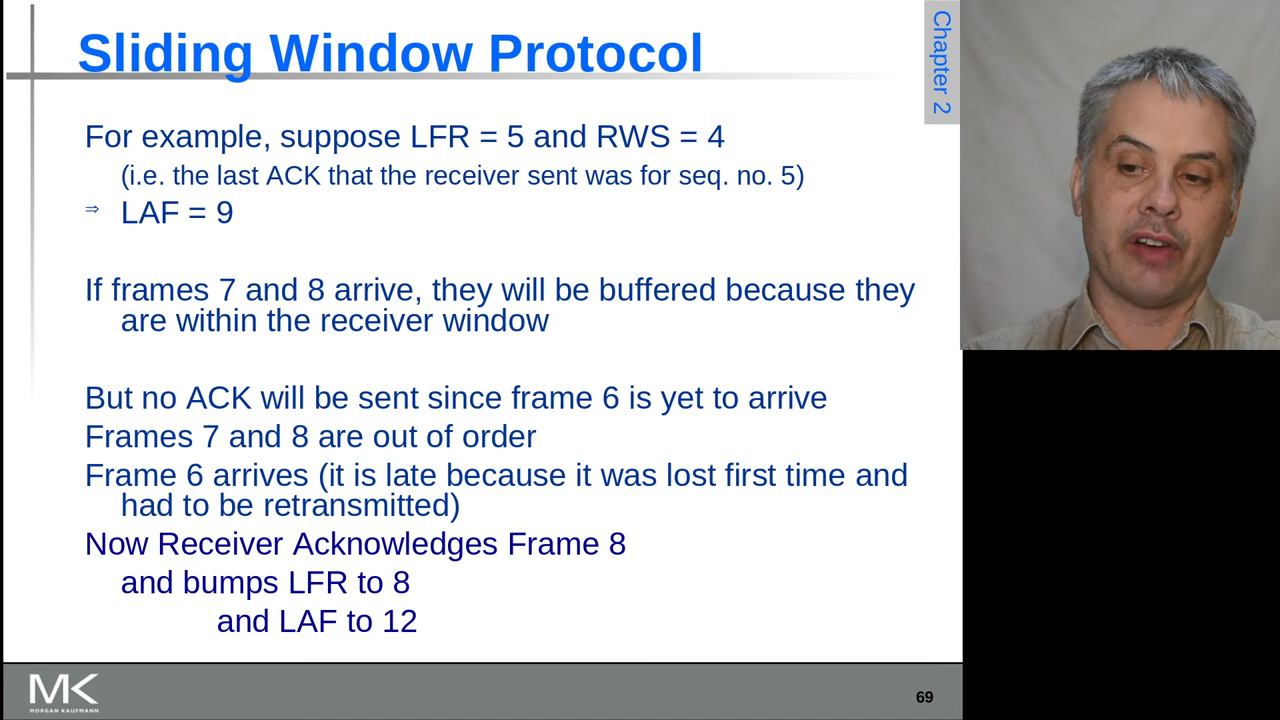 Sliding Window Protocol
Chapter 2
For example, suppose LFR = 5 and RWS = 4
(i.e. the last ACK that the receiver sent was for seq. no. 5)
⇒ LAF = 9
If frames 7 and 8 arrive, they will be buffered because they
are within the receiver window
But no ACK will be sent since frame 6 is yet to arrive
Frames 7 and 8 are out of order
Frame 6 arrives (it is late because it was lost first time and
had to be retransmitted)
Now Receiver Acknowledges Frame 8
and bumps LFR to 8
and LAF to 12
MK
MORGAN KAUFMANN
69